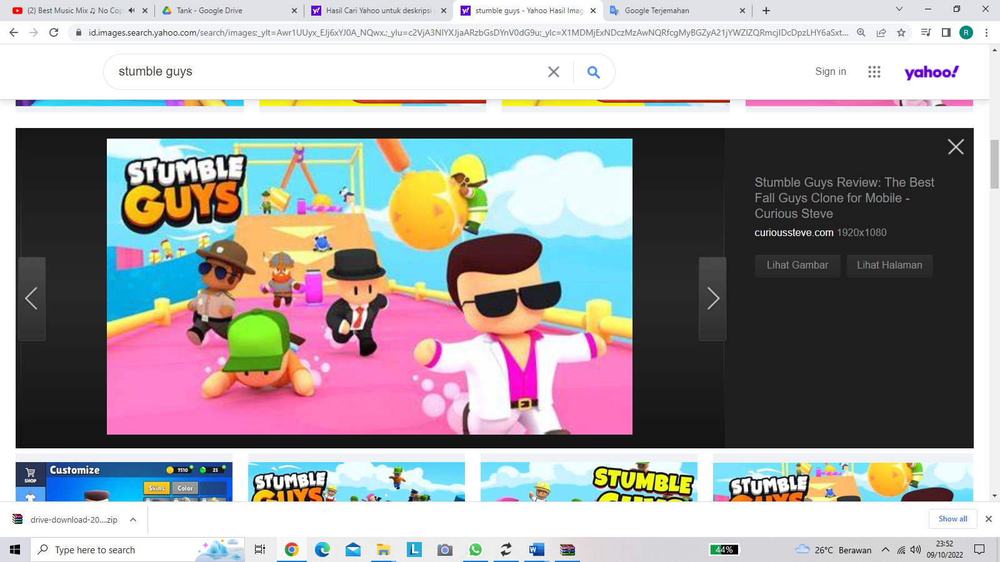 (2) Best Music Mix ♫ No Cop
Tank - Google Drive
Hasil Cari Yahoo untuk deskripsi g
stumble guys - Yahoo Hasil Imag
Google Terjemahan
id.images.search.yahoo.com/search/images;_ylt=Awr1UUyx_EJj6xYJ0A_NQwx.;_ylu=c2VjA3NlYXJjaARzbGsDYnV0dG9u;_ylc=X1MDMjExNDczMzAwNQRfcgMyBGZyA21jYWZlZQRmcjIDcDpzLHY6aSxt...
R
stumble guys
Sign in
yahoo!
STUMBLE
GUYS
Stumble Guys Review: The Best
Fall Guys Clone for Mobile -
Curious Steve
curioussteve.com 1920x1080
Lihat Gambar
Lihat Halaman
SHOP
Customize
7510
25
Skins
Color
STUMBLE
GUYS
STUMBLE
GUYS
STUMBLE
GUYS
drive-download-20....zip
Show all
Type here to search
44%
26°C Berawan
23:52
09/10/2022